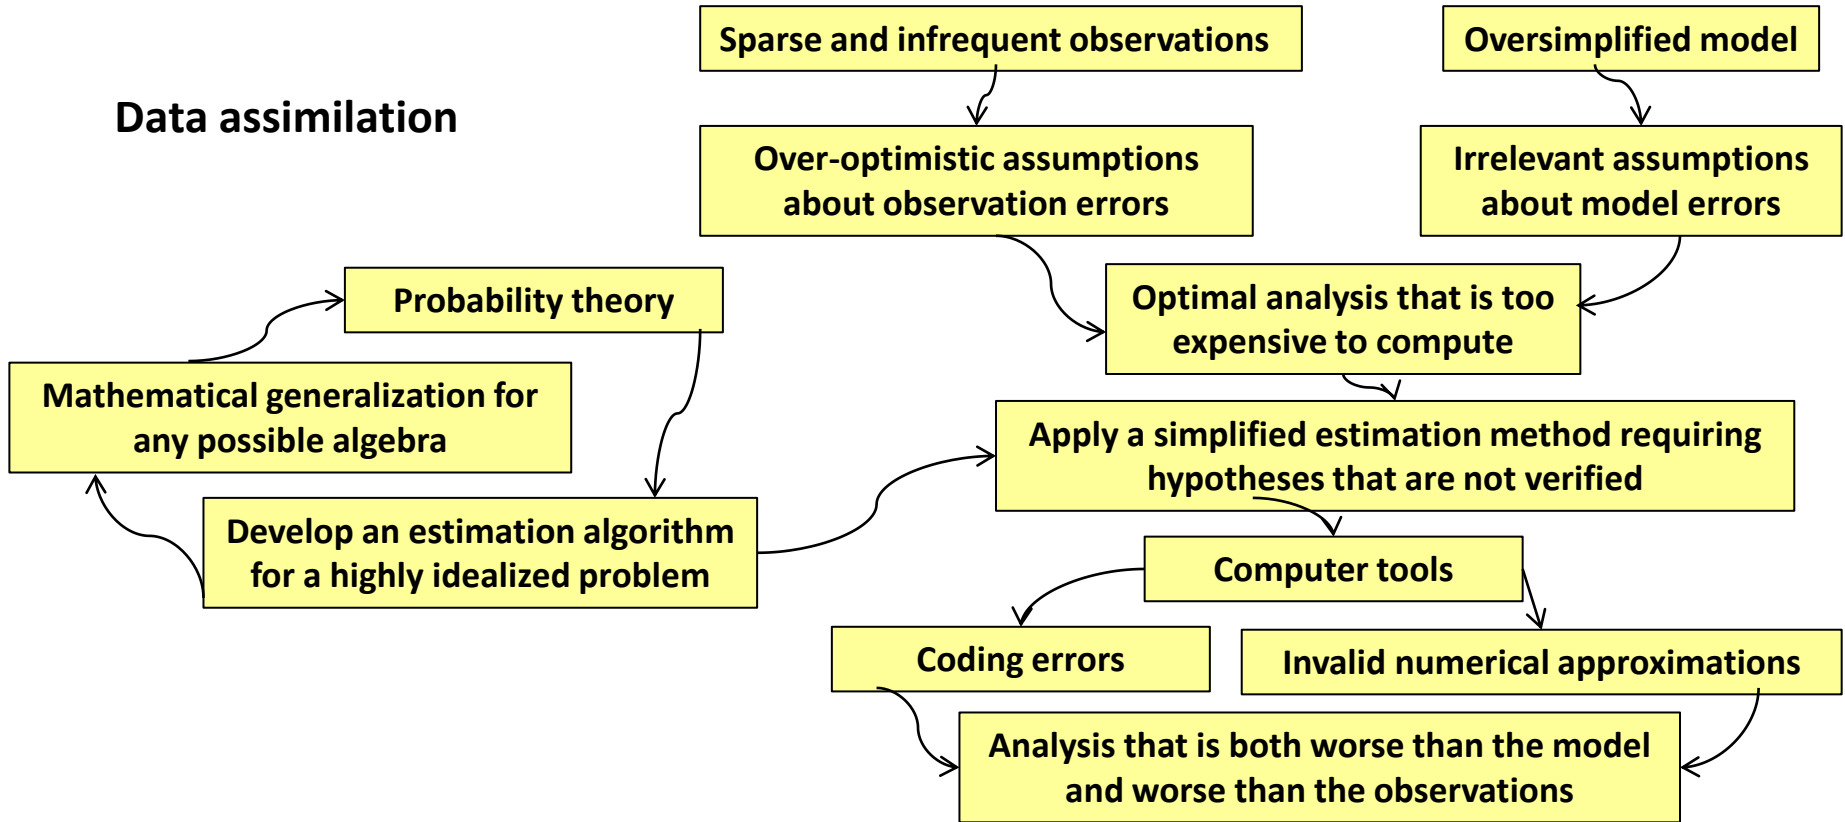 Data assimilation
Sparse and infrequent observations
Oversimplified model
Over-optimistic assumptions
about observation errors
Irrelevant assumptions
about model errors
Probability theory
Optimal analysis that is too
expensive to compute
Mathematical generalization for
any possible algebra
Apply a simplified estimation method requiring
hypotheses that are not verified
Develop an estimation algorithm
for a highly idealized problem
Computer tools
Coding errors
Invalid numerical approximations
Analysis that is both worse than the model
and worse than the observations